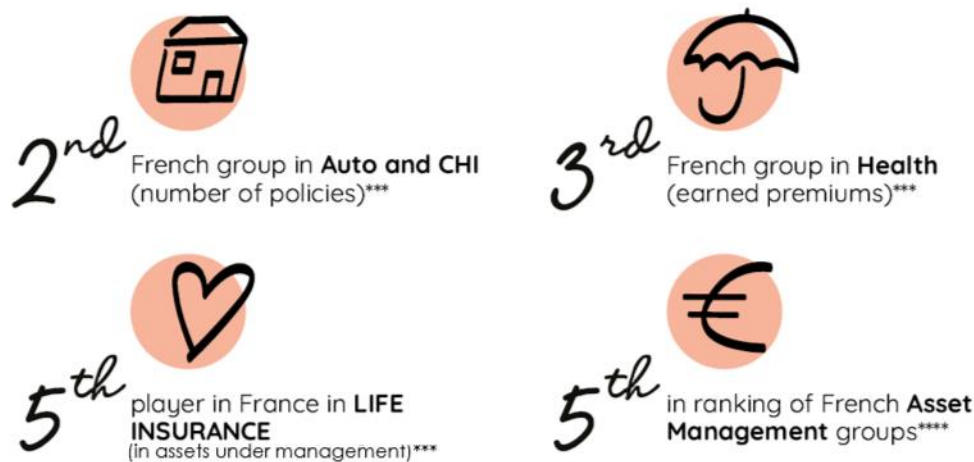 2nd
French group in Auto and CHI
(number of policies)***
3rd
French group in Health
(earned premiums)***
5th
player in France in LIFE
INSURANCE
(in assets under management)***
€
5th
in ranking of French Asset
Management groups****